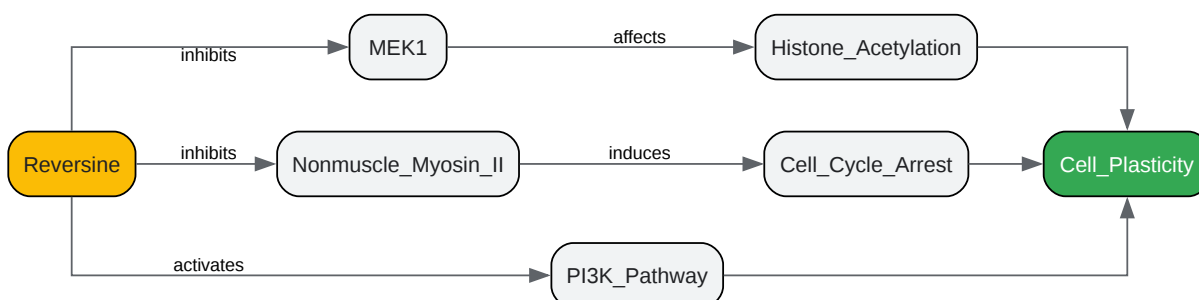 MEK1
affects
Histone_Acetylation
inhibits
Reversine
inhibits
Nonmuscle_Myosin_II
induces
Cell_Cycle_Arrest
Cell_Plasticity
activates
PI3K_Pathway